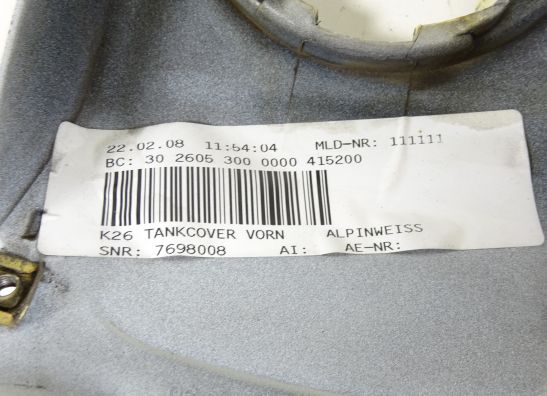 22.02.08 11:54:04 MLD-NR: 111111
BC: 30 2605 300 0000 415200
K26 TANKCOVER VORN ALPINWEISS
SNR: 7698008 AI: AE-NR: